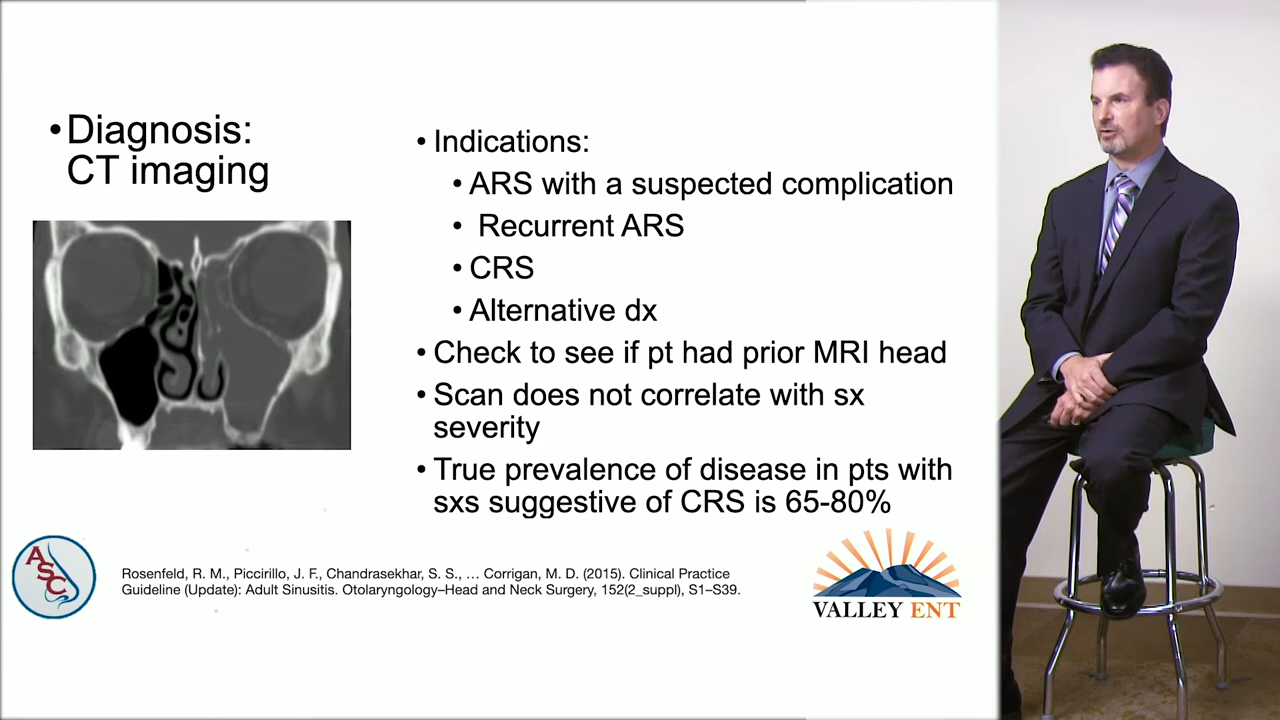 •Diagnosis:
CT imaging
• Indications:
• ARS with a suspected complication
• Recurrent ARS
• CRS
• Alternative dx
• Check to see if pt had prior MRI head
• Scan does not correlate with sx
severity
• True prevalence of disease in pts with
sxs suggestive of CRS is 65-80%
ASC
Rosenfeld, R. M., Piccirillo, J. F., Chandrasekhar, S. S., … Corrigan, M. D. (2015). Clinical Practice
Guideline (Update): Adult Sinusitis. Otolaryngology–Head and Neck Surgery, 152(2_suppl), S1–S39.
VALLEY ENT